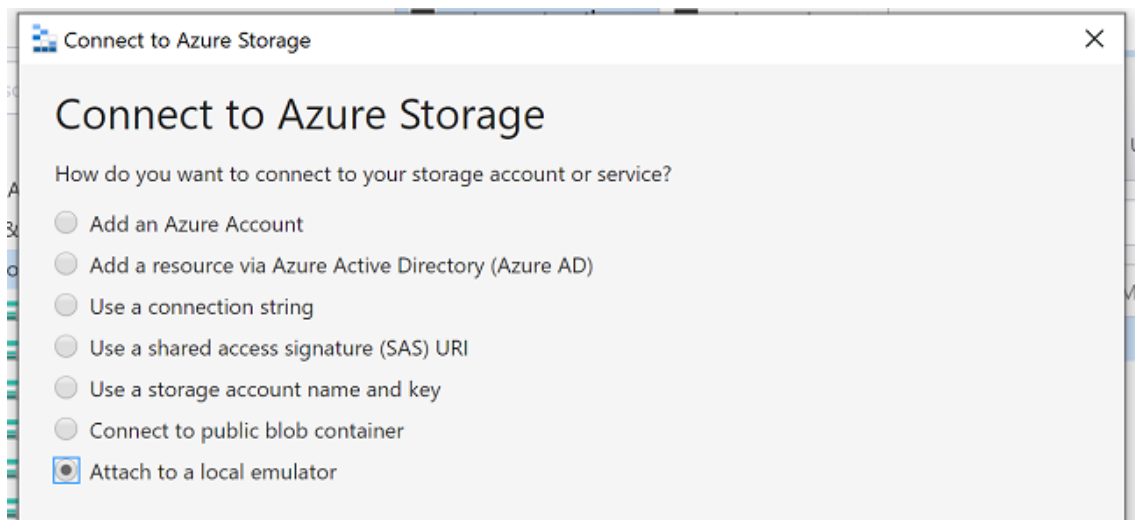 Connect to Azure Storage
Connect to Azure Storage
How do you want to connect to your storage account or service?
Add an Azure Account
Add a resource via Azure Active Directory (Azure AD)
Use a connection string
Use a shared access signature (SAS) URI
Use a storage account name and key
Connect to public blob container
Attach to a local emulator